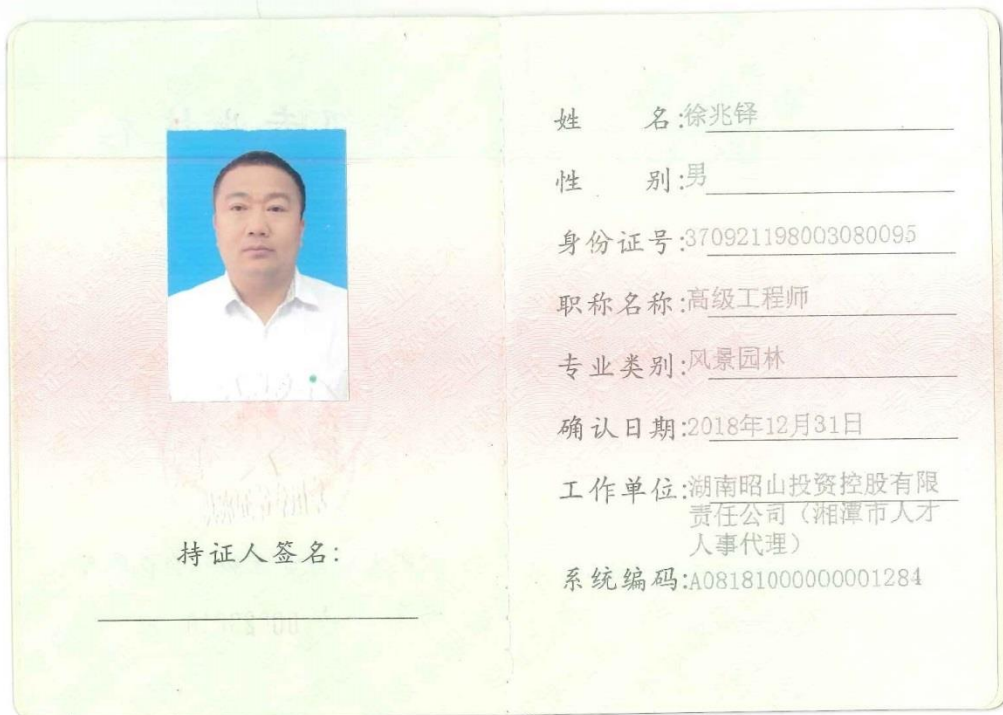 持证人签名:
姓 名:徐兆铎
性 别:男
身份证号:370921198003080095
职称名称:高级工程师
专业类别:风景园林
确认日期:2018年12月31日
工作单位:湖南昭山投资控股有限
责任公司（湘潭市人才
人事代理）
系统编码:A08181000000001284